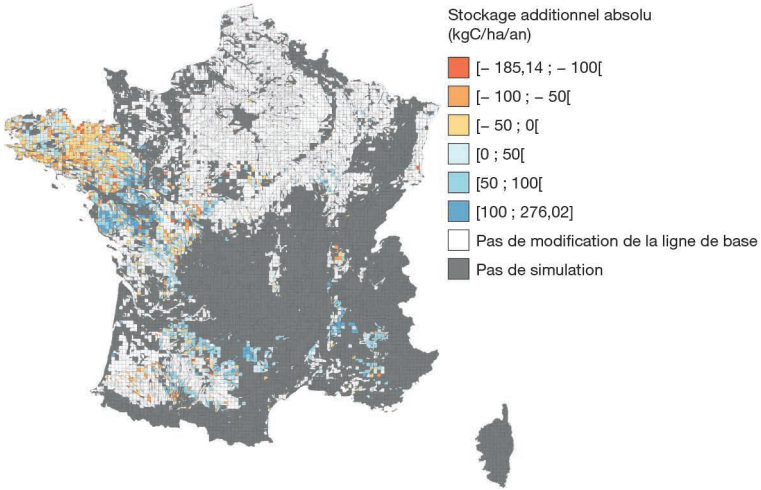 Stockage additionnel absolu
(kgC/ha/an)
[− 185,14 ; − 100[
[− 100 ; − 50[
[− 50 ; 0[
[0 ; 50[
[50 ; 100[
[100 ; 276,02]
Pas de modification de la ligne de base
Pas de simulation